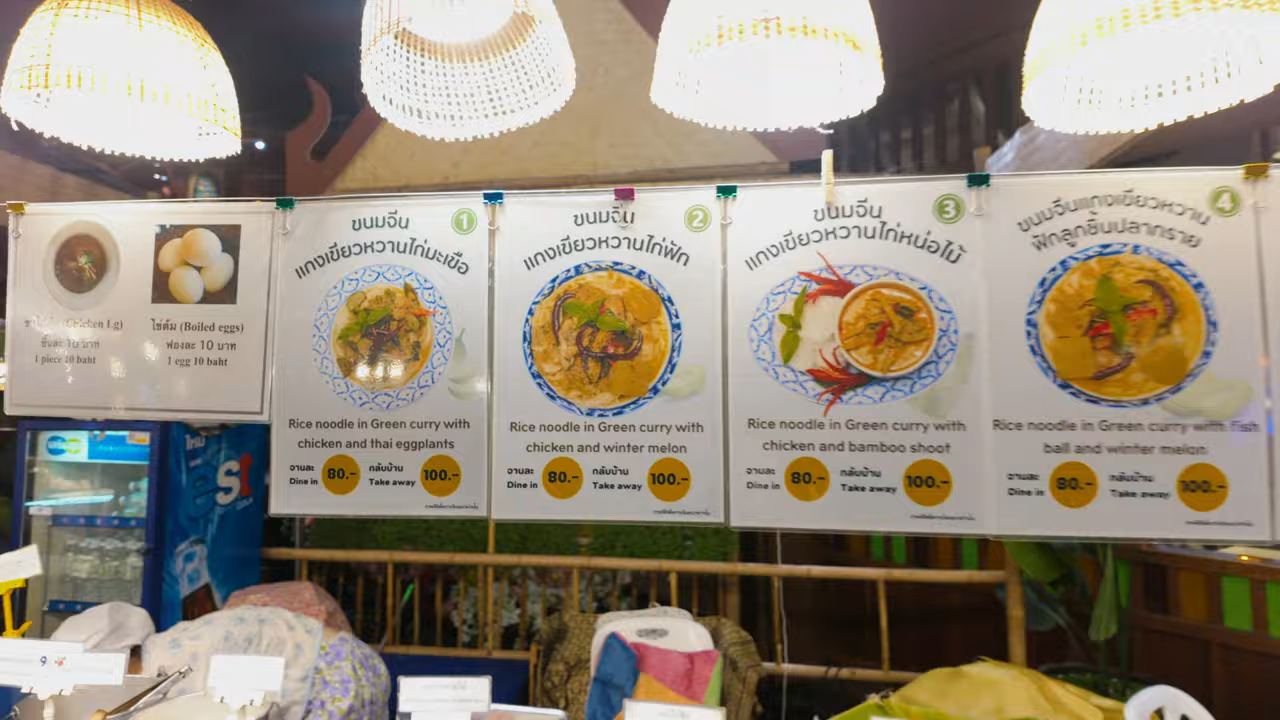 (Chicken Lg)
ชิ้นละ 10 บาท
1 piece 10 baht
ไข่ต้ม (Boiled eggs)
ฟองละ 10 บาท
1 egg 10 baht
1
ขนมจีน
แกงเขียวหวานไก่มะเขือ
Rice noodle in Green curry with
chicken and thai eggplants
จานละ
Dine in
80.-
กลับบ้าน
Take away
100.-
2
ขนมจีน
แกงเขียวหวานไก่ฟัก
Rice noodle in Green curry with
chicken and winter melon
จานละ
Dine in
80.-
กลับบ้าน
Take away
100.-
3
ขนมจีน
แกงเขียวหวานไก่หน่อไม้
Rice noodle in Green curry with
chicken and bamboo shoot
จานละ
Dine in
80.-
กลับบ้าน
Take away
100.-
4
ขนมจีนแกงเขียวหวาน
ฟักลูกชิ้นปลากราย
Rice noodle in Green curry with Fish
ball and winter melon
จานละ
Dine in
80.-
กลับบ้าน
Take away
100.-
est
9